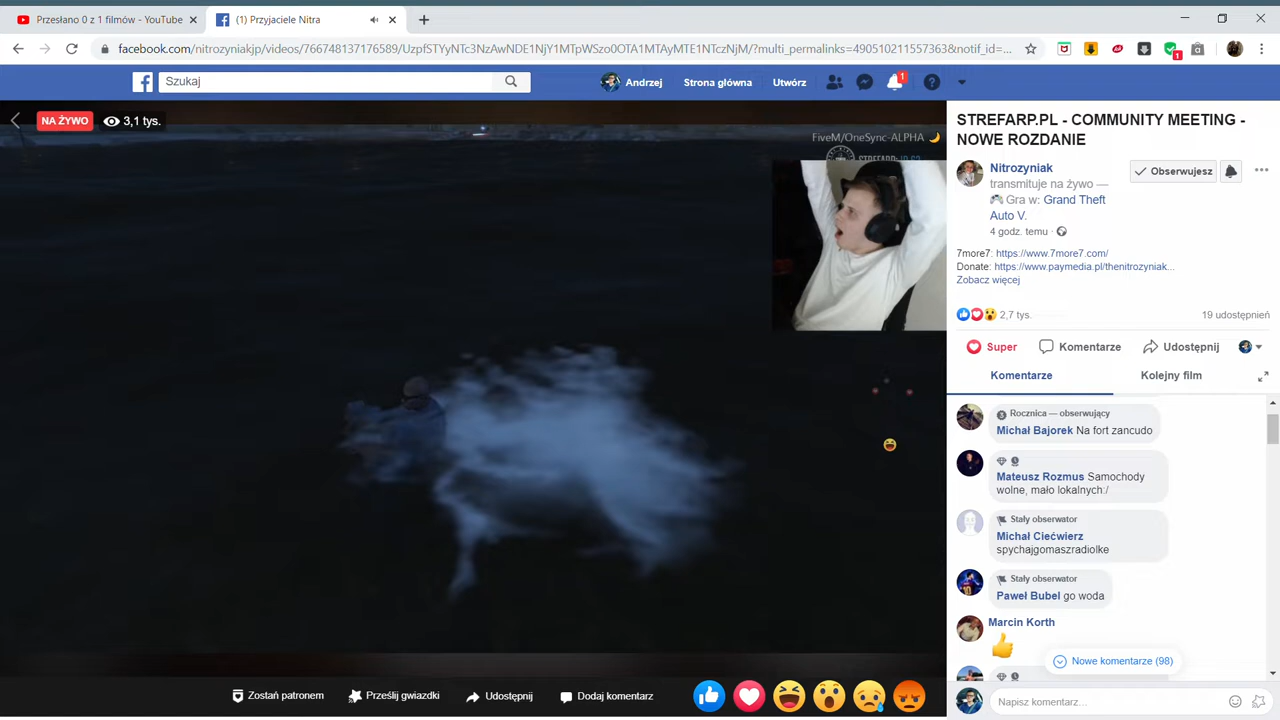 Przesłano 0 z 1 filmów - YouTube
(1) Przyjaciele Nitra
facebook.com/nitrozyniakjp/videos/766748137176589/UzpfSTYyNTc3NzAwNDE1NjY1MTpWSzo0OTA1MTAyMTE1NTczNjM/?multi_permalinks=490510211557363&notif_id=...
1
Szukaj
Andrzej
Strona główna
Utwórz
1
NA ŻYWO
3,1 tys.
FiveM/OneSync-ALPHA
STREFARP.PL - COMMUNITY MEETING -
NOWE ROZDANIE
Nitrozyniak
transmituje na żywo —
Gra w: Grand Theft
Auto V.
4 godz. temu ·
Obserwujesz
7more7: https://www.7more7.com/
Donate: https://www.paymedia.pl/thenitrozyniak...
Zobacz więcej
2,7 tys.
19 udostępnień
Super
Komentarze
Udostępnij
Komentarze
Kolejny film
Rocznica — obserwujący
Michał Bajorek Na fort zancudo
Mateusz Rozmus Samochody
wolne, mało lokalnych:/
Stały obserwator
Michał Ciećwierz
spychajgomaszradiolke
Stały obserwator
Paweł Bubel go woda
Marcin Korth
Nowe komentarze (98)
Zostań patronem
Prześlij gwiazdki
Udostępnij
Dodaj komentarz
Napisz komentarz...